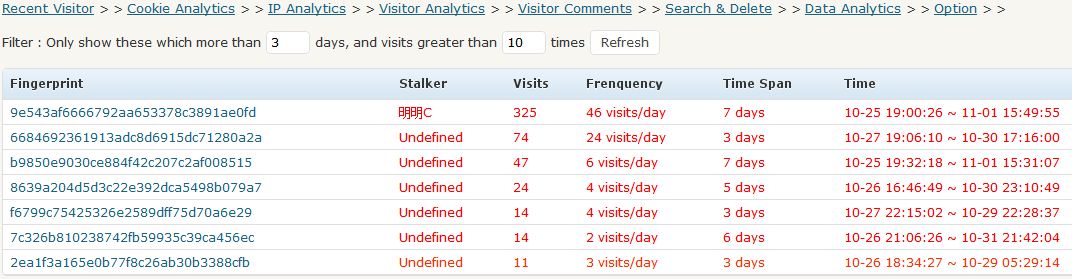 Recent Visitor > > Cookie Analytics > > IP Analytics > > Visitor Analytics > > Visitor Comments > > Search & Delete > > Data Analytics > > Option > >
Filter : Only show these which more than 3 days, and visits greater than 10 times Refresh
Fingerprint Stalker Visits Frenquency Time Span Time
9e543af6666792aa653378c3891ae0fd 明明C 325 46 visits/day 7 days 10-25 19:00:26 ~ 11-01 15:49:55
6684692361913adc8d6915dc71280a2a Undefined 74 24 visits/day 3 days 10-27 19:06:10 ~ 10-30 17:16:00
b9850e9030ce884f42c207c2af008515 Undefined 47 6 visits/day 7 days 10-25 19:32:18 ~ 11-01 15:31:07
8639a204d5d3c22e392dca5498b079a7 Undefined 24 4 visits/day 5 days 10-26 16:46:49 ~ 10-30 23:10:49
f6799c75425326e2589dff75d70a6e29 Undefined 14 4 visits/day 3 days 10-27 22:15:02 ~ 10-29 22:28:37
7c326b810238742fb59935c39ca456ec Undefined 14 2 visits/day 6 days 10-26 21:06:26 ~ 10-31 21:42:04
2ea1f3a165e0b77f8c26ab30b3388cfb Undefined 11 3 visits/day 3 days 10-26 18:34:27 ~ 10-29 05:29:14